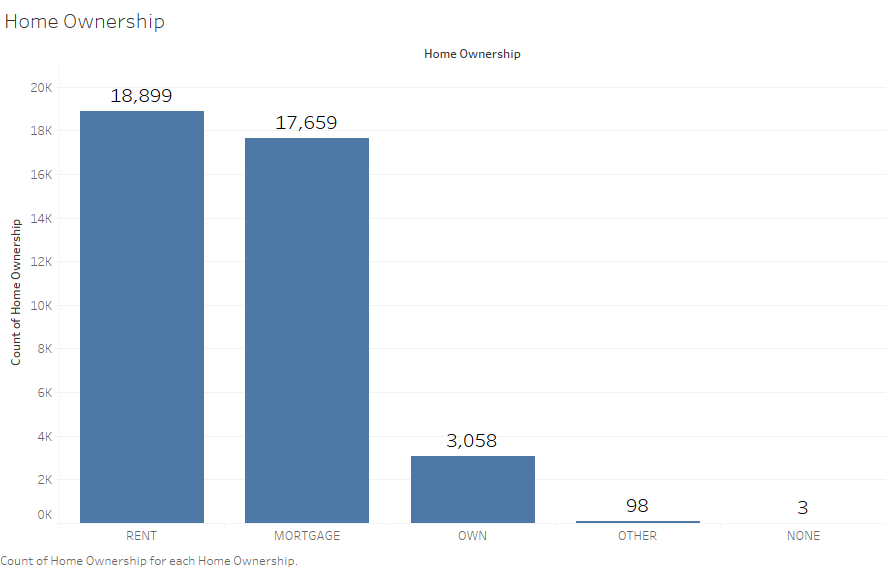 Home Ownership
Home Ownership
Count of Home Ownership
20K
18K
16K
14K
12K
10K
8K
6K
4K
2K
0K
18,899
17,659
3,058
98
3
RENT
MORTGAGE
OWN
OTHER
NONE
Count of Home Ownership for each Home Ownership.